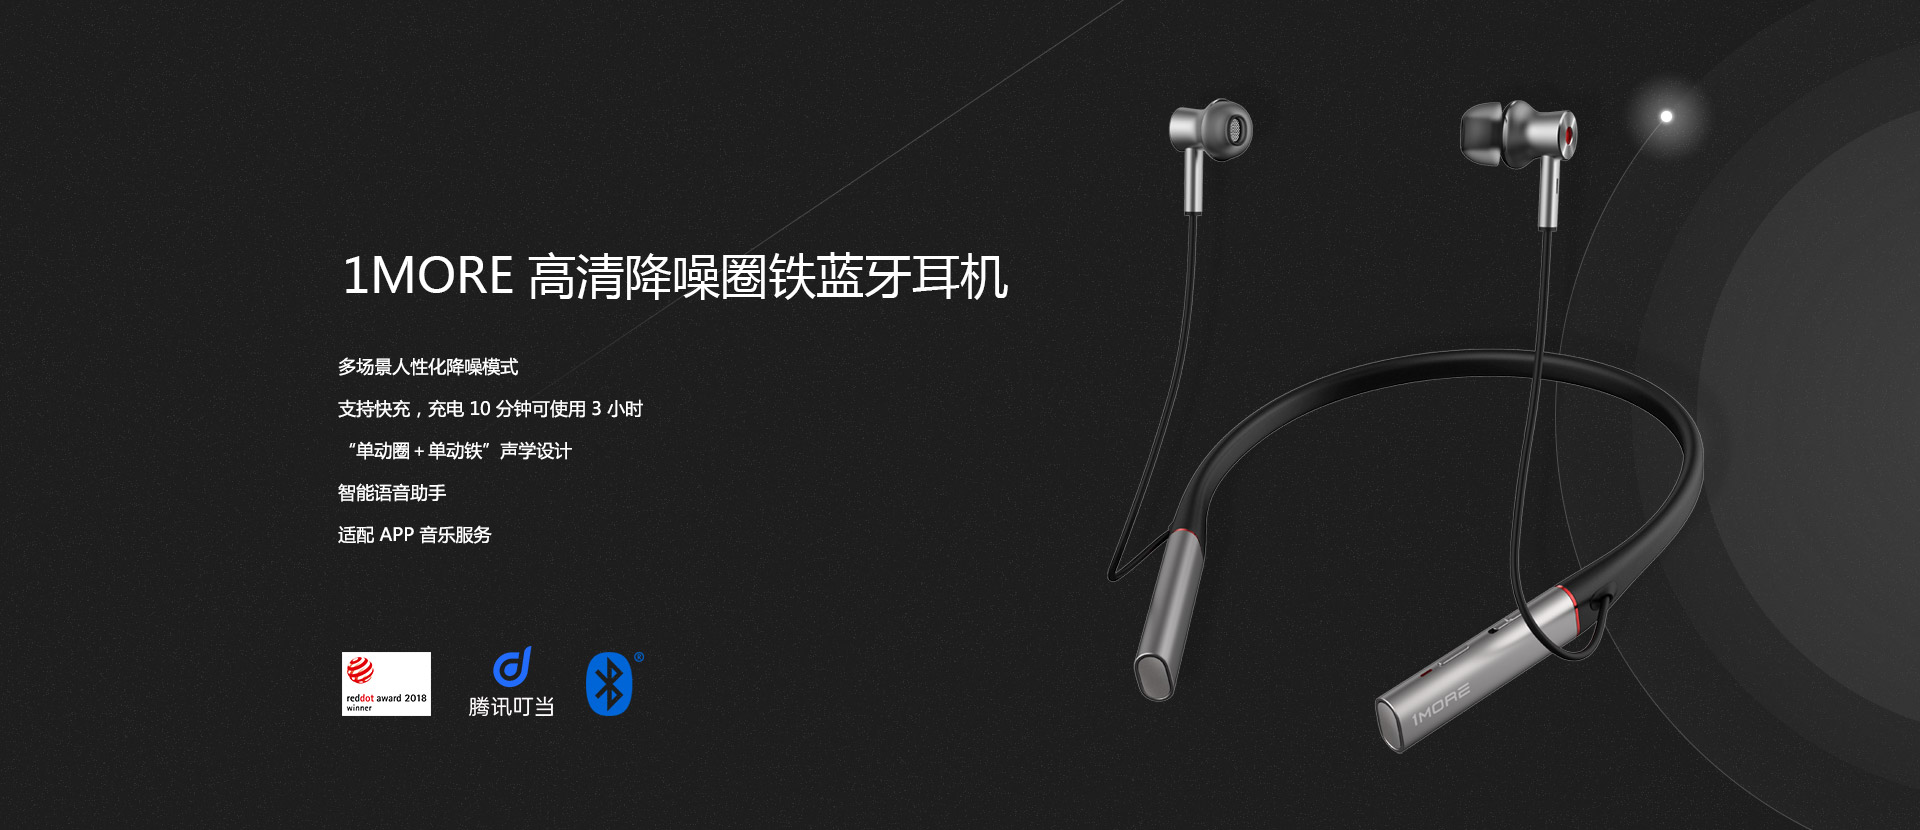 1MORE 高清降噪圈铁蓝牙耳机
多场景人性化降噪模式
支持快充，充电 10 分钟可使用 3 小时
“单动圈＋单动铁”声学设计
智能语音助手
适配 APP 音乐服务
reddot award 2018
winner
腾讯叮当
®
1MORE